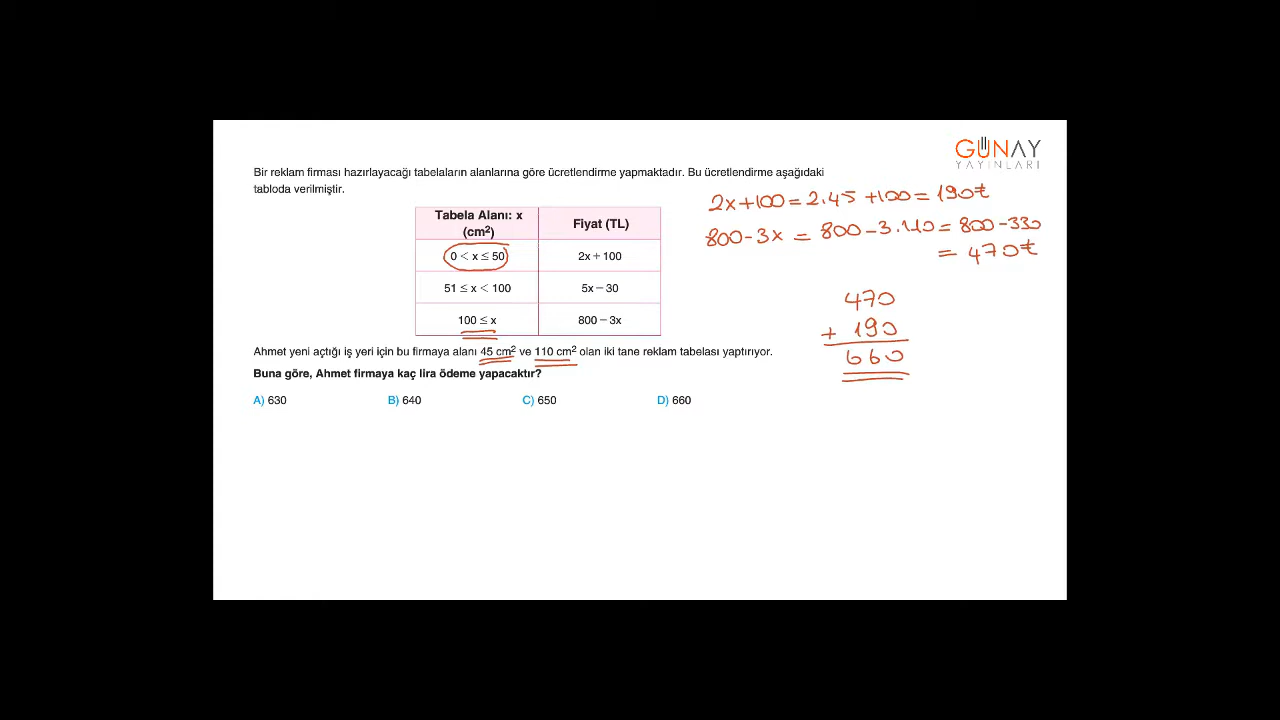 GÜNAY
YAYINLARI
Bir reklam firması hazırlayacağı tabelaların alanlarına göre ücretlendirme yapmaktadır. Bu ücretlendirme aşağıdaki
tabloda verilmiştir.
Tabela Alanı: x (cm²) Fiyat (TL)
0 < x ≤ 50 2x + 100
51 ≤ x < 100 5x − 30
100 ≤ x 800 − 3x
Ahmet yeni açtığı iş yeri için bu firmaya alanı 45 cm² ve 110 cm² olan iki tane reklam tabelası yaptırıyor.
Buna göre, Ahmet firmaya kaç lira ödeme yapacaktır?
A) 630 B) 640 C) 650 D) 660
2x+100 = 2.45 +100 = 190₺
800-3x = 800-3.110 = 800-330
= 470₺
470
+ 190
660